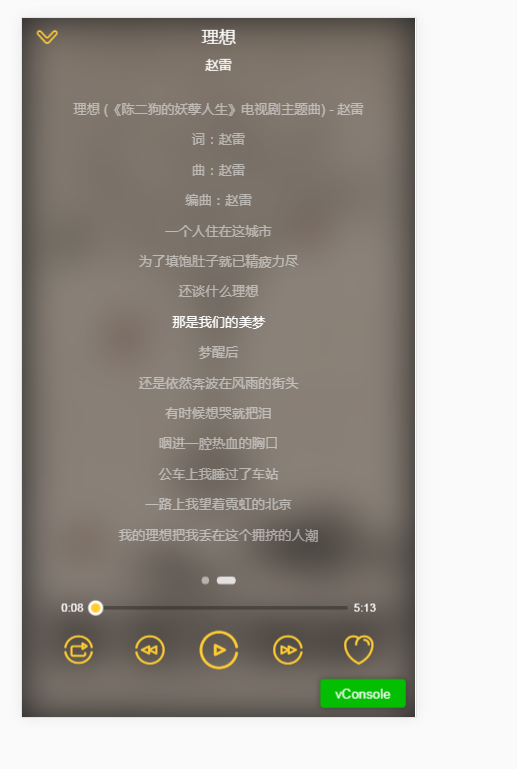 理想
赵雷
理想 (《陈二狗的妖孽人生》电视剧主题曲) - 赵雷
词：赵雷
曲：赵雷
编曲：赵雷
一个人住在这城市
为了填饱肚子就已精疲力尽
还谈什么理想
那是我们的美梦
梦醒后
还是依然奔波在风雨的街头
有时候想哭就把泪
咽进一腔热血的胸口
公车上我睡过了车站
一路上我望着霓虹的北京
我的理想把我丢在这个拥挤的人潮
0:08 5:13
vConsole